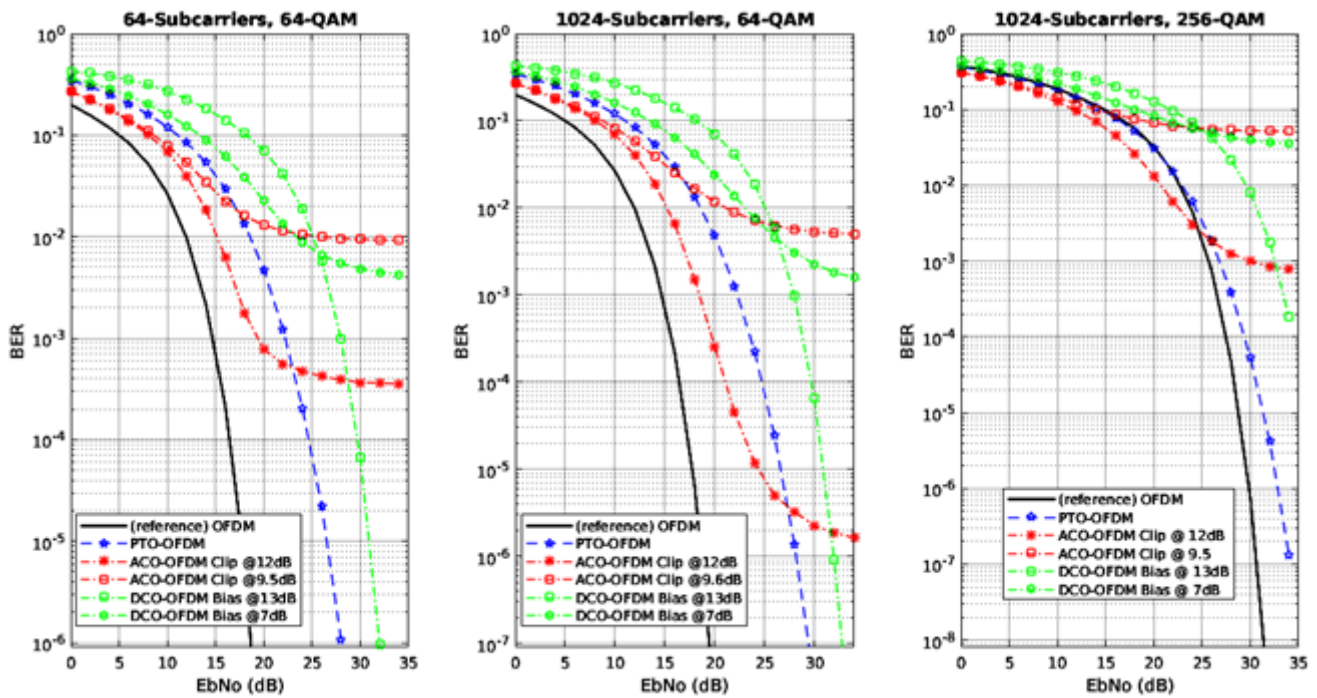 64-Subcarriers, 64-QAM
10^0
10^-1
10^-2
10^-3
10^-4
10^-5
10^-6
BER
0 5 10 15 20 25 30 35
EbNo (dB)
(reference) OFDM
PTO-OFDM
ACO-OFDM Clip @12dB
ACO-OFDM Clip @9.5dB
DCO-OFDM Bias @13dB
DCO-OFDM Bias @7dB
1024-Subcarriers, 64-QAM
10^0
10^-1
10^-2
10^-3
10^-4
10^-5
10^-6
10^-7
BER
0 5 10 15 20 25 30
EbNo (dB)
(reference) OFDM
PTO-OFDM
ACO-OFDM Clip @12dB
ACO-OFDM Clip @9.6dB
DCO-OFDM Bias @13dB
DCO-OFDM Bias @7dB
1024-Subcarriers, 256-QAM
10^0
10^-1
10^-2
10^-3
10^-4
10^-5
10^-6
10^-7
10^-8
BER
0 5 10 15 20 25 30 35
EbNo (dB)
(reference) OFDM
PTO-OFDM
ACO-OFDM Clip @ 12dB
ACO-OFDM Clip @ 9.5
DCO-OFDM Bias @ 13dB
DCO-OFDM Bias @ 7dB